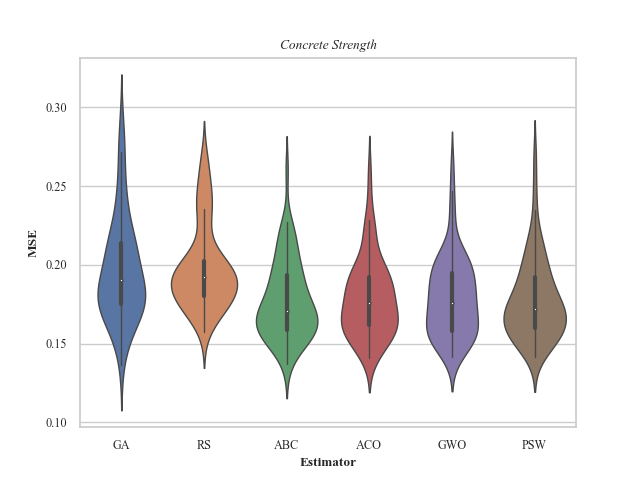 Concrete Strength
0.30
0.25
0.20
0.15
0.10
MSE
GA RS ABC ACO GWO PSW
Estimator